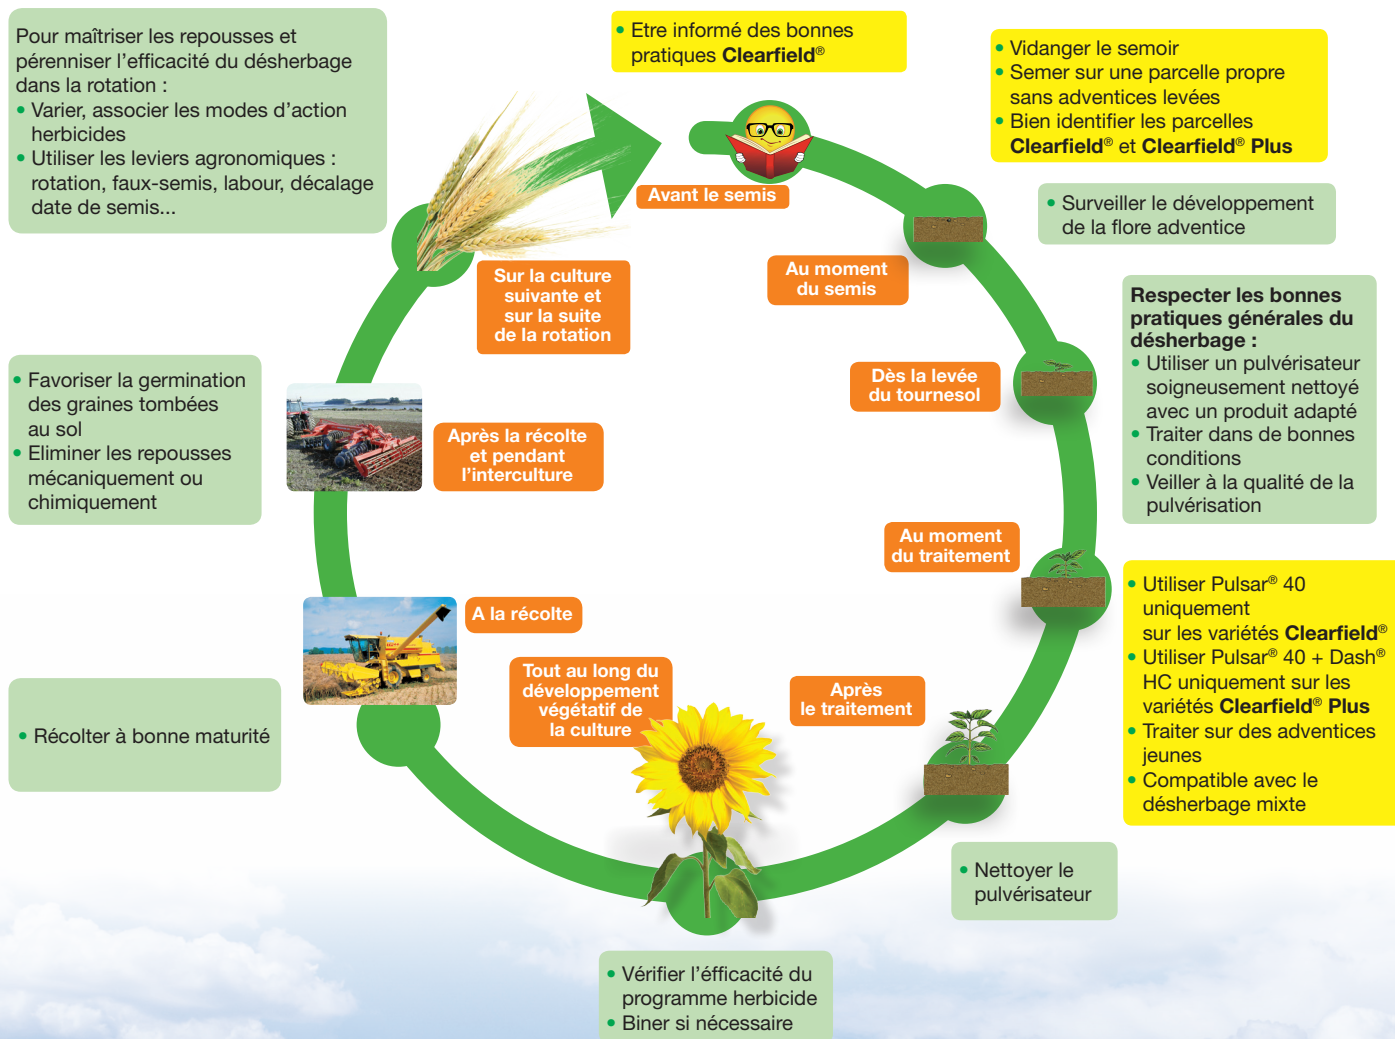 Pour maîtriser les repousses et
pérenniser l'efficacité du désherbage
dans la rotation :
• Varier, associer les modes d'action
herbicides
• Utiliser les leviers agronomiques :
rotation, faux-semis, labour, décalage
date de semis...
• Etre informé des bonnes
pratiques Clearfield®
• Vidanger le semoir
• Semer sur une parcelle propre
sans adventices levées
• Bien identifier les parcelles
Clearfield® et Clearfield® Plus
Avant le semis
• Surveiller le développement
de la flore adventice
Au moment
du semis
Sur la culture
suivante et
sur la suite
de la rotation
Respecter les bonnes
pratiques générales du
désherbage :
• Utiliser un pulvérisateur
soigneusement nettoyé
avec un produit adapté
• Traiter dans de bonnes
conditions
• Veiller à la qualité de la
pulvérisation
Dès la levée
du tournesol
• Favoriser la germination
des graines tombées
au sol
• Eliminer les repousses
mécaniquement ou
chimiquement
Après la récolte
et pendant
l'interculture
Au moment
du traitement
• Utiliser Pulsar® 40
uniquement
sur les variétés Clearfield®
• Utiliser Pulsar® 40 + Dash®
HC uniquement sur les
variétés Clearfield® Plus
• Traiter sur des adventices
jeunes
• Compatible avec le
désherbage mixte
A la récolte
Tout au long du
développement
végétatif de
la culture
Après
le traitement
• Récolter à bonne maturité
• Nettoyer le
pulvérisateur
• Vérifier l'éfficacité du
programme herbicide
• Biner si nécessaire